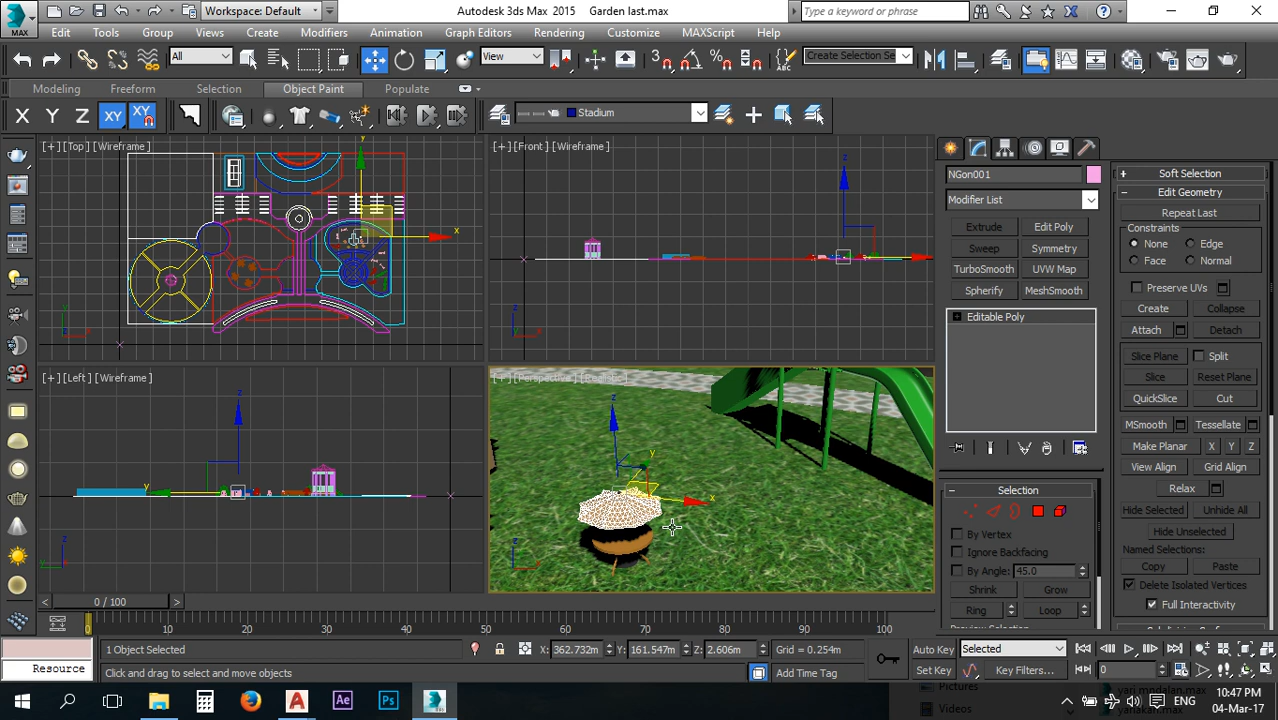 MAX
Workspace: Default
Autodesk 3ds Max 2015
Garden last.max
Type a keyword or phrase
Edit
Tools
Group
Views
Create
Modifiers
Animation
Graph Editors
Rendering
Customize
MAXScript
Help
All
View
Create Selection Se
Modeling
Freeform
Selection
Object Paint
Populate
X
Y
Z
XY
XY
Stadium
[+][Top][Wireframe]
[+][Front][Wireframe]
[+][Left][Wireframe]
[+][Perspective][Realistic]
NGon001
Modifier List
Extrude
Edit Poly
Sweep
Symmetry
TurboSmooth
UVW Map
Spherify
MeshSmooth
Editable Poly
Selection
By Vertex
Ignore Backfacing
By Angle: 45.0
Shrink
Grow
Ring
Loop
Preview Selection
Soft Selection
Edit Geometry
Repeat Last
Constraints
None
Edge
Face
Normal
Preserve UVs
Create
Collapse
Attach
Detach
Slice Plane
Split
Slice
Reset Plane
QuickSlice
Cut
MSmooth
Tessellate
Make Planar
X
Y
Z
View Align
Grid Align
Relax
Hide Selected
Unhide All
Hide Unselected
Named Selections:
Copy
Paste
Delete Isolated Vertices
Full Interactivity
0 / 100
0
10
20
30
40
50
60
70
80
90
100
1 Object Selected
X: 362.732m
Y: 161.547m
Z: 2.606m
Grid = 0.254m
Auto Key
Selected
Resource
Click and drag to select and move objects
Add Time Tag
Set Key
Key Filters...
0
Pictures
Videos
ENG
10:47 PM
04-Mar-17